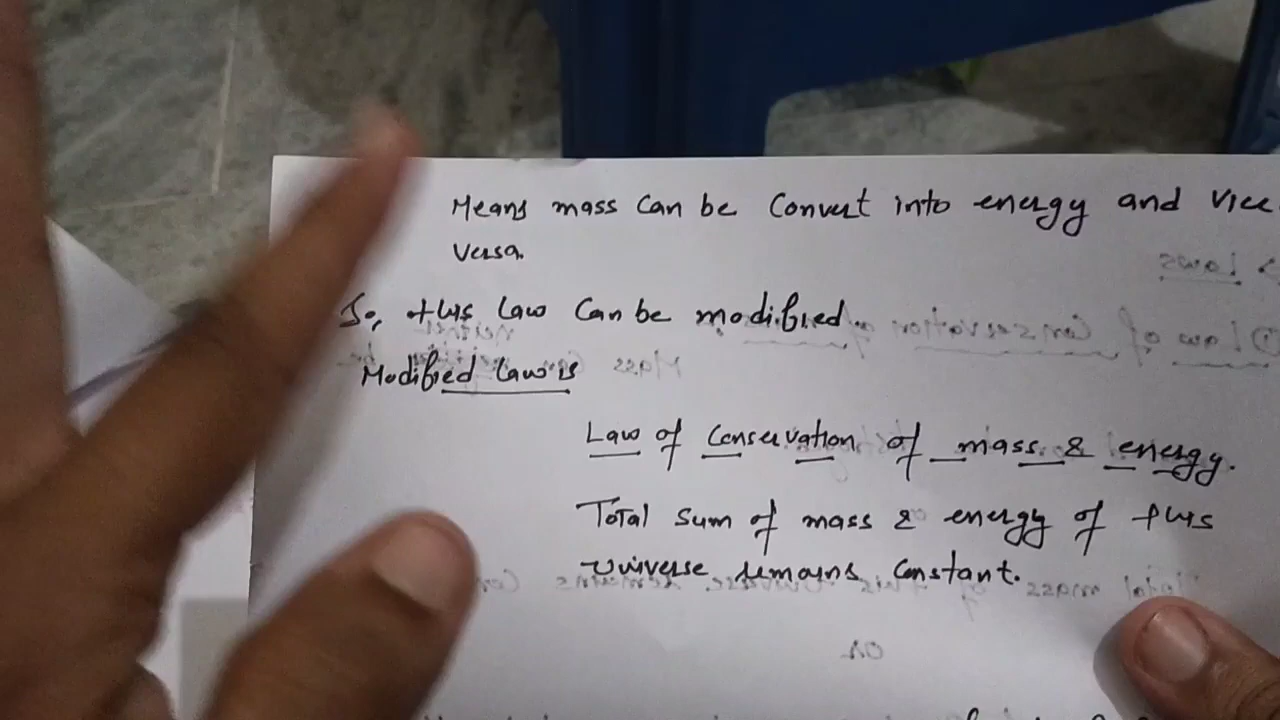 Means mass can be Convert into energy and vice
versa.
So, this law can be modified.
Modified law is
Law of Conservation of mass & energy.
Total sum of mass & energy of this
universe remains constant.